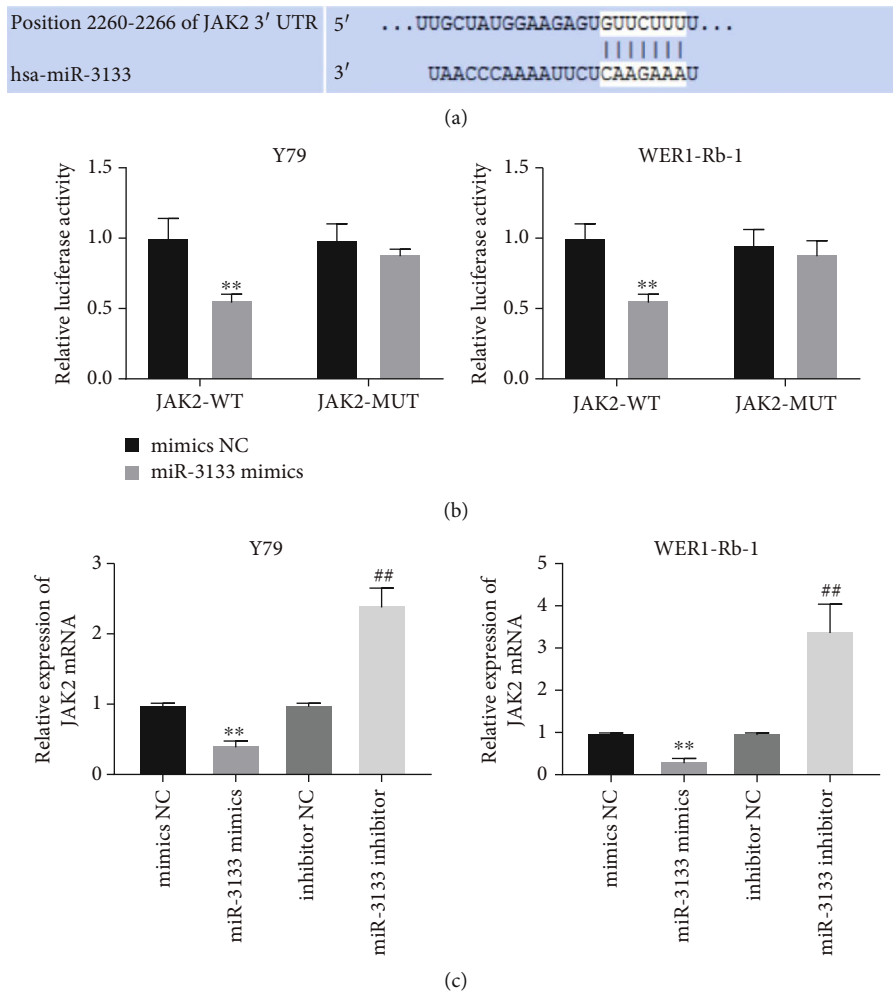 Position 2260-2266 of JAK2 3′ UTR 5′ ...UUGCUAUGGAAGAGUGUUCUUUU...
hsa-miR-3133 3′ UAACCCAAAAUUCUCAAGAAAU
(a)
Y79
Relative luciferase activity
1.5
1.0
0.5
0.0
**
JAK2-WT JAK2-MUT
WER1-Rb-1
Relative luciferase activity
1.5
1.0
0.5
0.0
**
JAK2-WT JAK2-MUT
mimics NC
miR-3133 mimics
(b)
Y79
Relative expression of
JAK2 mRNA
3
2
1
0
**
##
mimics NC
miR-3133 mimics
inhibitor NC
miR-3133 inhibitor
WER1-Rb-1
Relative expression of
JAK2 mRNA
5
4
3
2
1
0
**
##
mimics NC
miR-3133 mimics
inhibitor NC
miR-3133 inhibitor
(c)